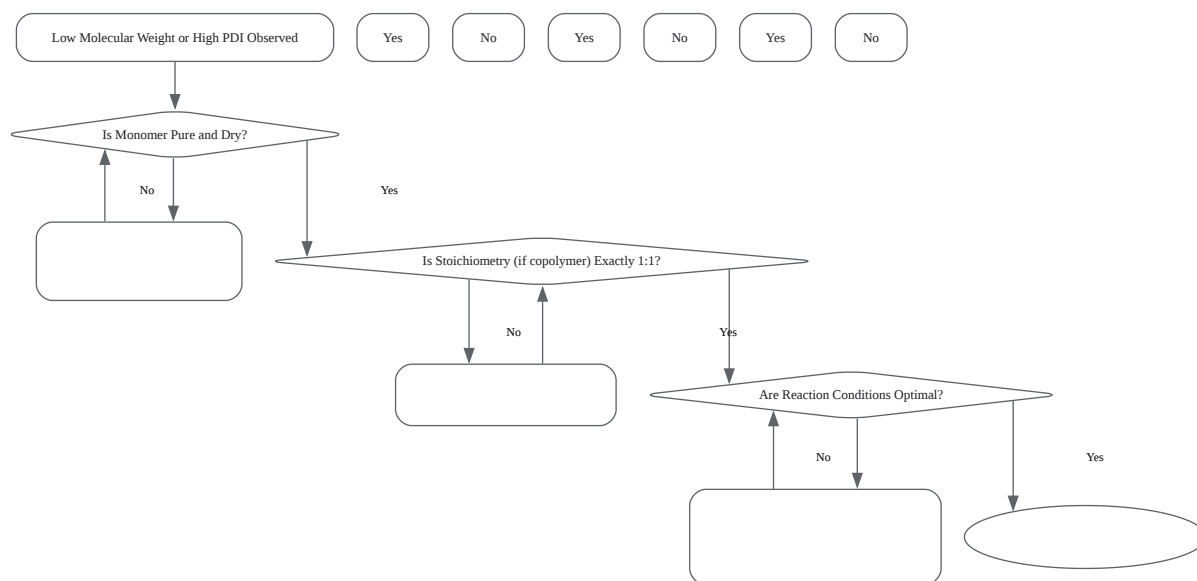 Low Molecular Weight or High PDI Observed
Yes
No
Yes
No
Yes
No
Is Monomer Pure and Dry?
No
Yes
Is Stoichiometry (if copolymer) Exactly 1:1?
No
Yes
Are Reaction Conditions Optimal?
No
Yes